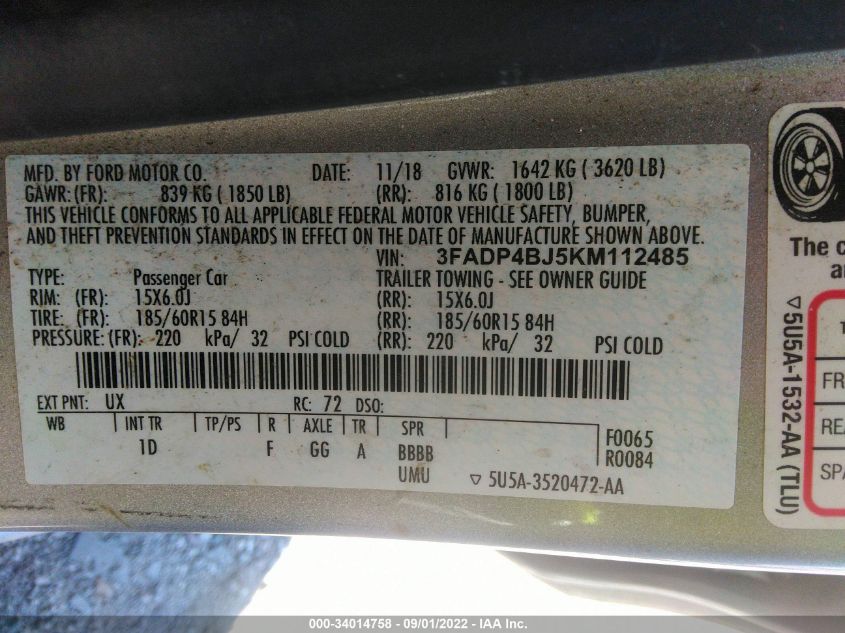 MFD. BY FORD MOTOR CO. DATE: 11/18 GVWR: 1642 KG ( 3620 LB)
GAWR: (FR): 839 KG ( 1850 LB) (RR): 816 KG ( 1800 LB)
THIS VEHICLE CONFORMS TO ALL APPLICABLE FEDERAL MOTOR VEHICLE SAFETY, BUMPER,
AND THEFT PREVENTION STANDARDS IN EFFECT ON THE DATE OF MANUFACTURE SHOWN ABOVE.
VIN: 3FADP4BJ5KM112485
TYPE: Passenger Car TRAILER TOWING - SEE OWNER GUIDE
RIM: (FR): 15X6.0J (RR): 15X6.0J
TIRE: (FR): 185/60R15 84H (RR): 185/60R15 84H
PRESSURE: (FR): 220 kPa/ 32 PSI COLD (RR): 220 kPa/ 32 PSI COLD
EXT PNT: UX RC: 72 DSO:
WB INT TR TP/PS R AXLE TR SPR F0065
1D F GG A BBBB R0084
UMU ▽ 5U5A-3520472-AA
The c
▽ 5U5A-1532-AA (TLU)
FR
RE
SPA
000-34014758 - 09/01/2022 - IAA Inc.